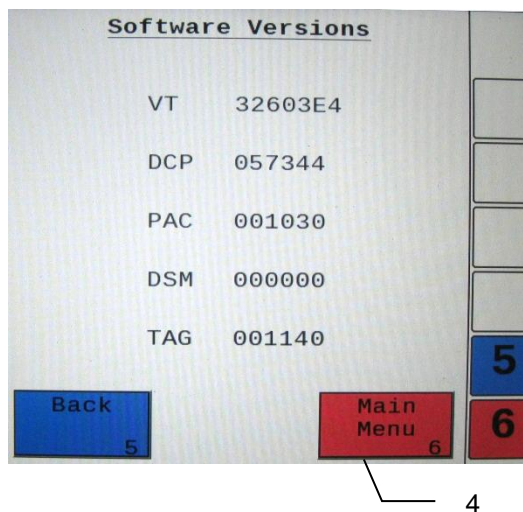 Software Versions
VT 32603E4
DCP 057344
PAC 001030
DSM 000000
TAG 001140
5
Back
5
Main
Menu
6
6
4